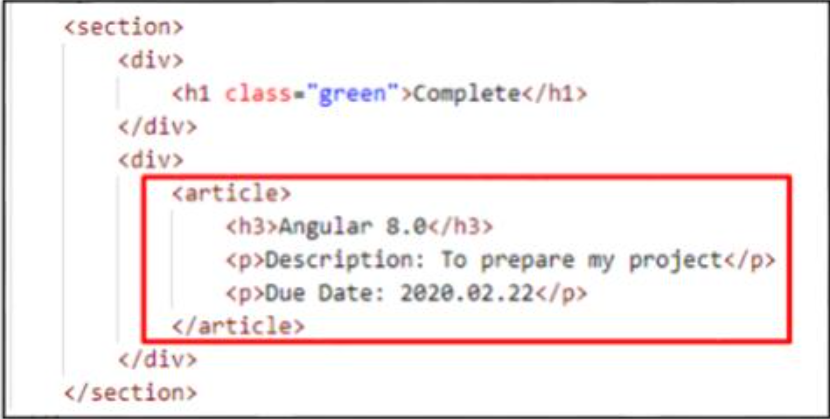 <section>
<div>
<h1 class="green">Complete</h1>
</div>
<div>
<article>
<h3>Angular 8.0</h3>
<p>Description: To prepare my project</p>
<p>Due Date: 2020.02.22</p>
</article>
</div>
</section>